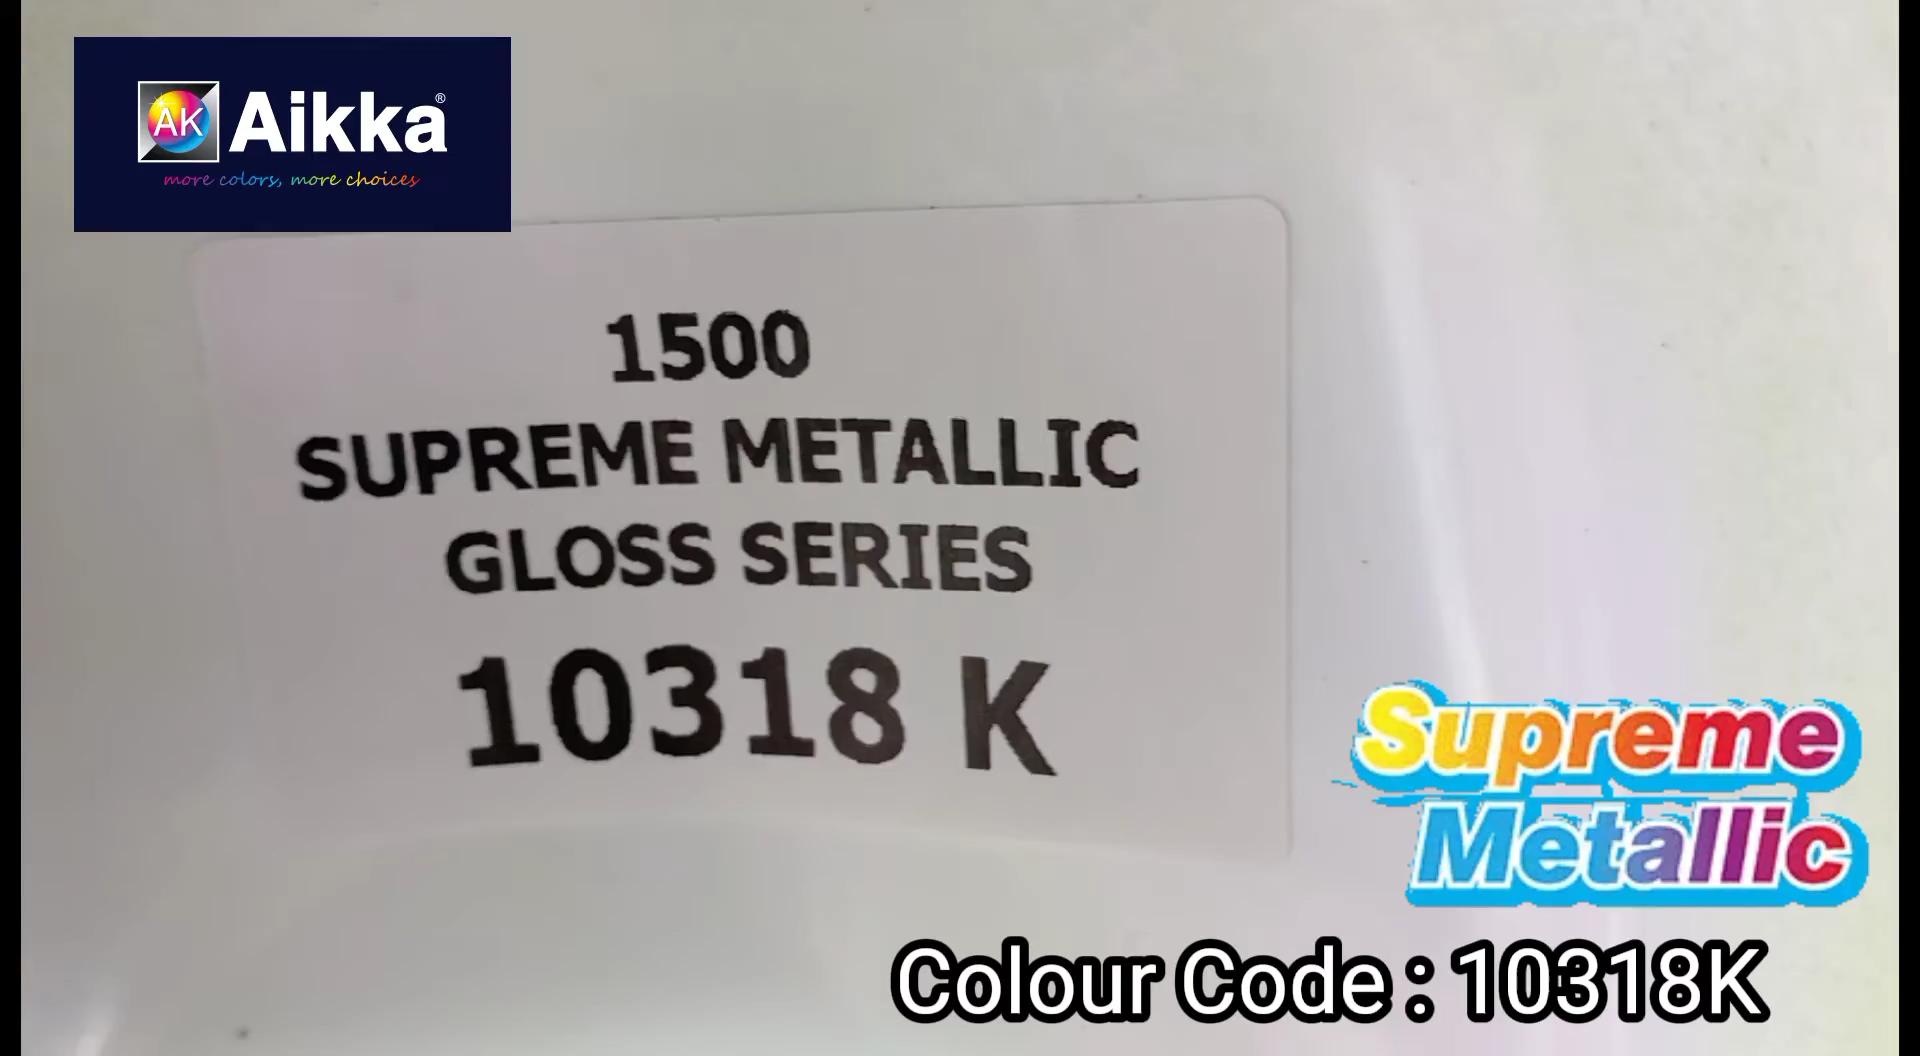 AK Aikka®
more colors, more choices
1500
SUPREME METALLIC
GLOSS SERIES
10318 K
Supreme
Metallic
Colour Code : 10318K